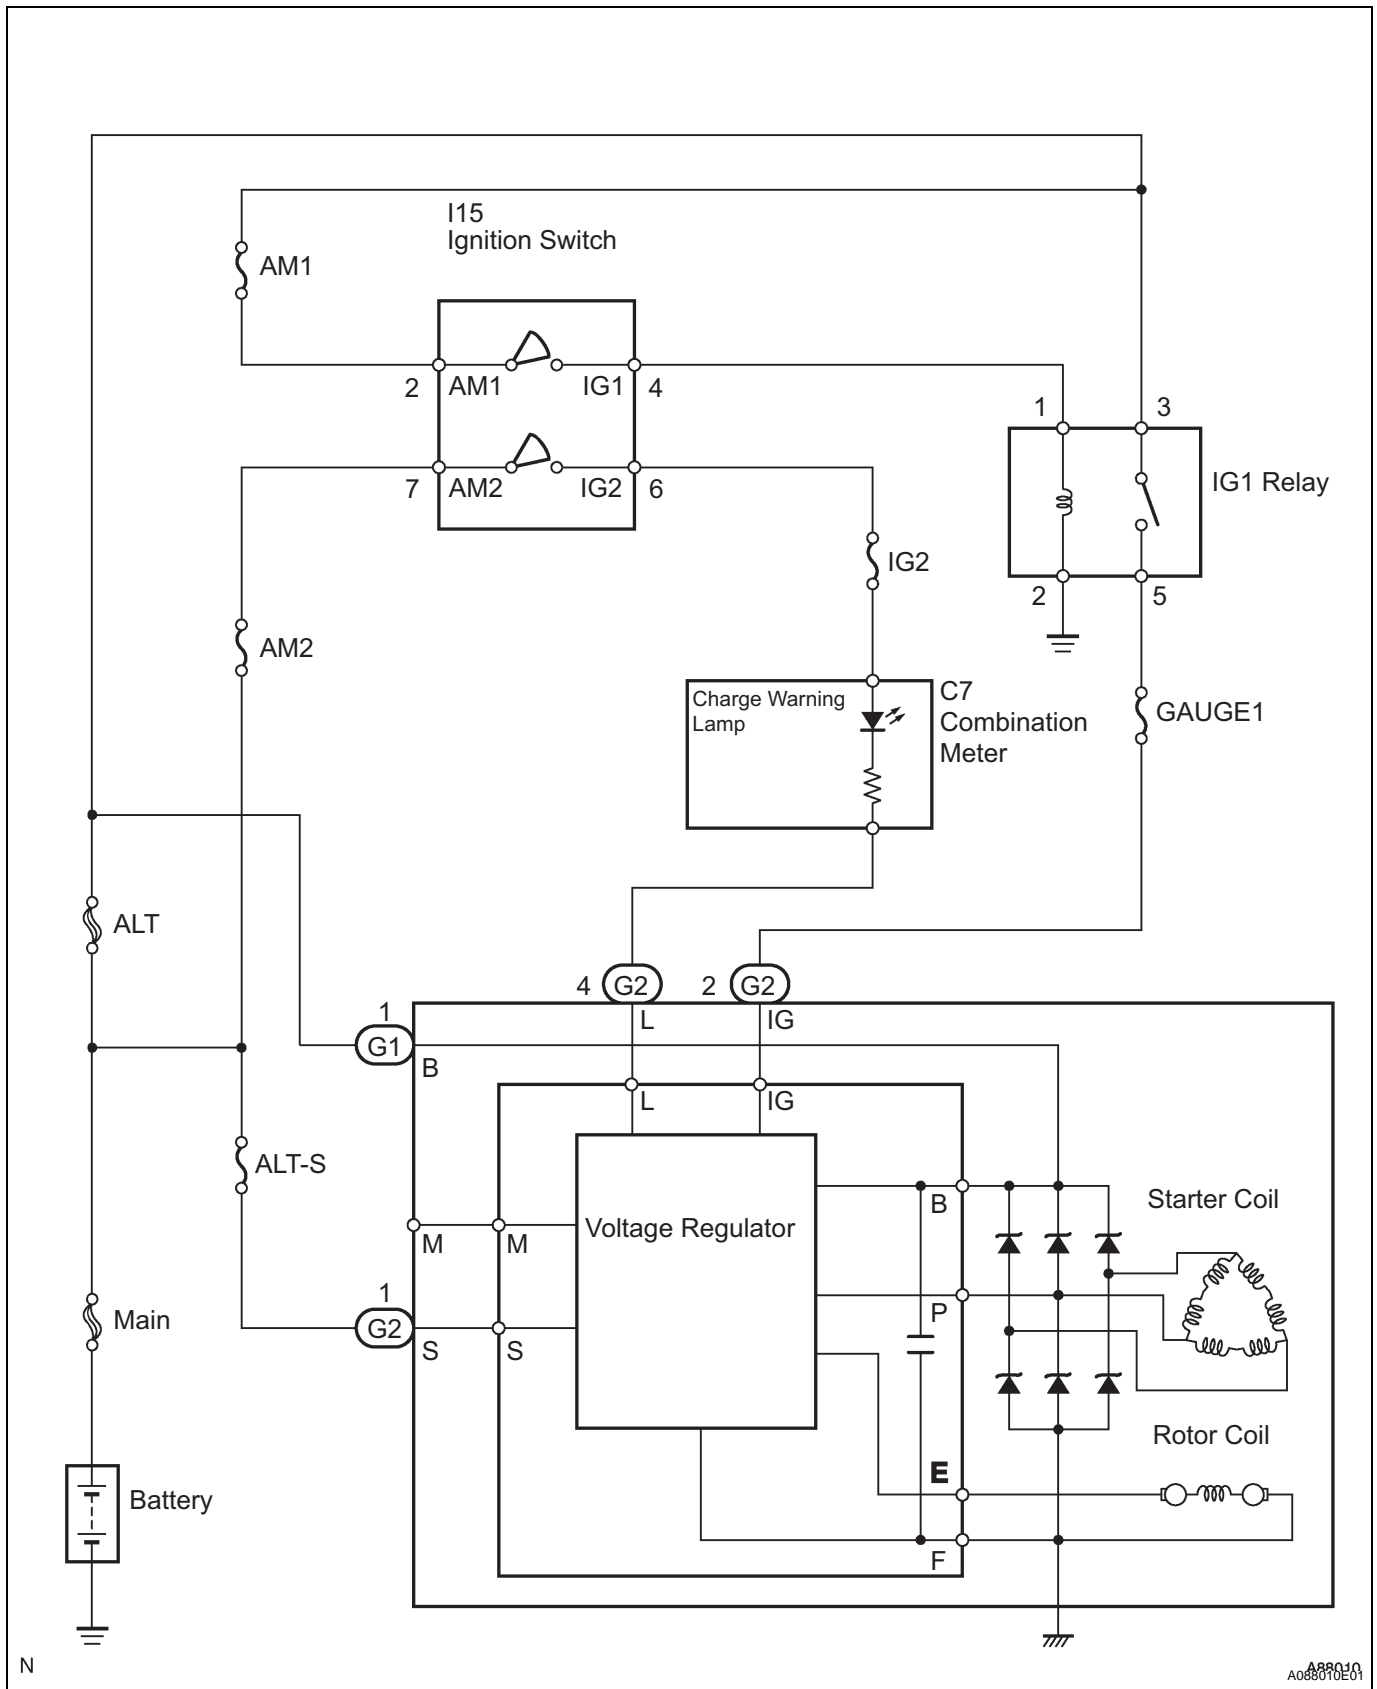 I15
Ignition Switch
AM1
2
AM1
IG1
4
1
3
7
AM2
IG2
6
IG1 Relay
IG2
2
5
AM2
Charge Warning
Lamp
C7
Combination
Meter
GAUGE1
ALT
4
G2
2
G2
1
G1
B
L
IG
L
IG
ALT-S
B
Starter Coil
M
M
Voltage Regulator
1
G2
S
S
P
Main
Rotor Coil
E
Battery
F
N
A88010
A088010E01